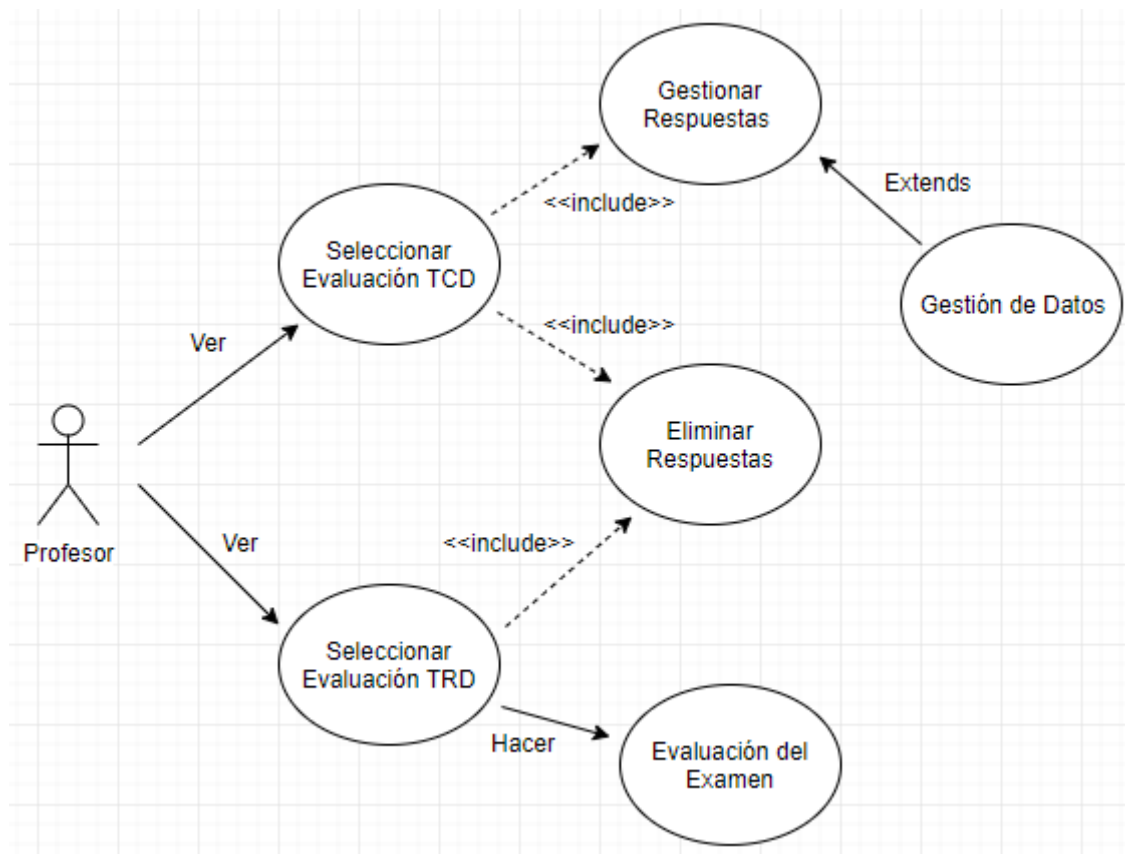 Gestionar
Respuestas
Extends
<<include>>
Seleccionar
Evaluación TCD
Gestión de Datos
<<include>>
Ver
Eliminar
Respuestas
Profesor
Ver
<<include>>
Seleccionar
Evaluación TRD
Hacer
Evaluación del
Examen